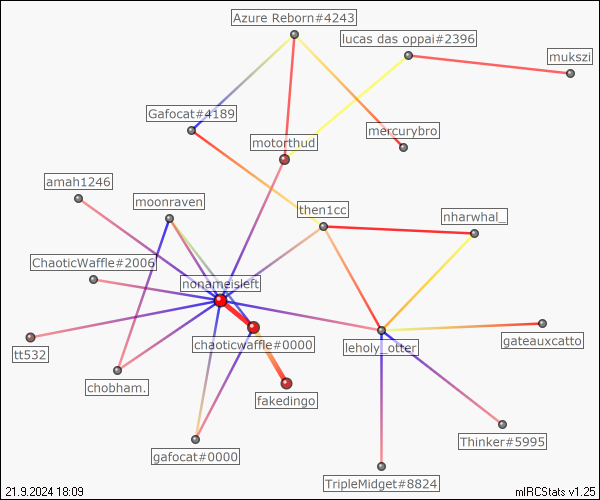 Azure Reborn#4243
lucas das oppai#2396
mukszi
Gafocat#4189
mercurybro
motorthud
amah1246
moonraven
then1cc
nharwhal_
ChaoticWaffle#2006
nonameisleft
chaoticwaffle#0000
leholy_otter
gateauxcatto
tt532
chobham.
fakedingo
gafocat#0000
Thinker#5995
TripleMidget#8824
21.9.2024 18:09
mIRCStats v1.25